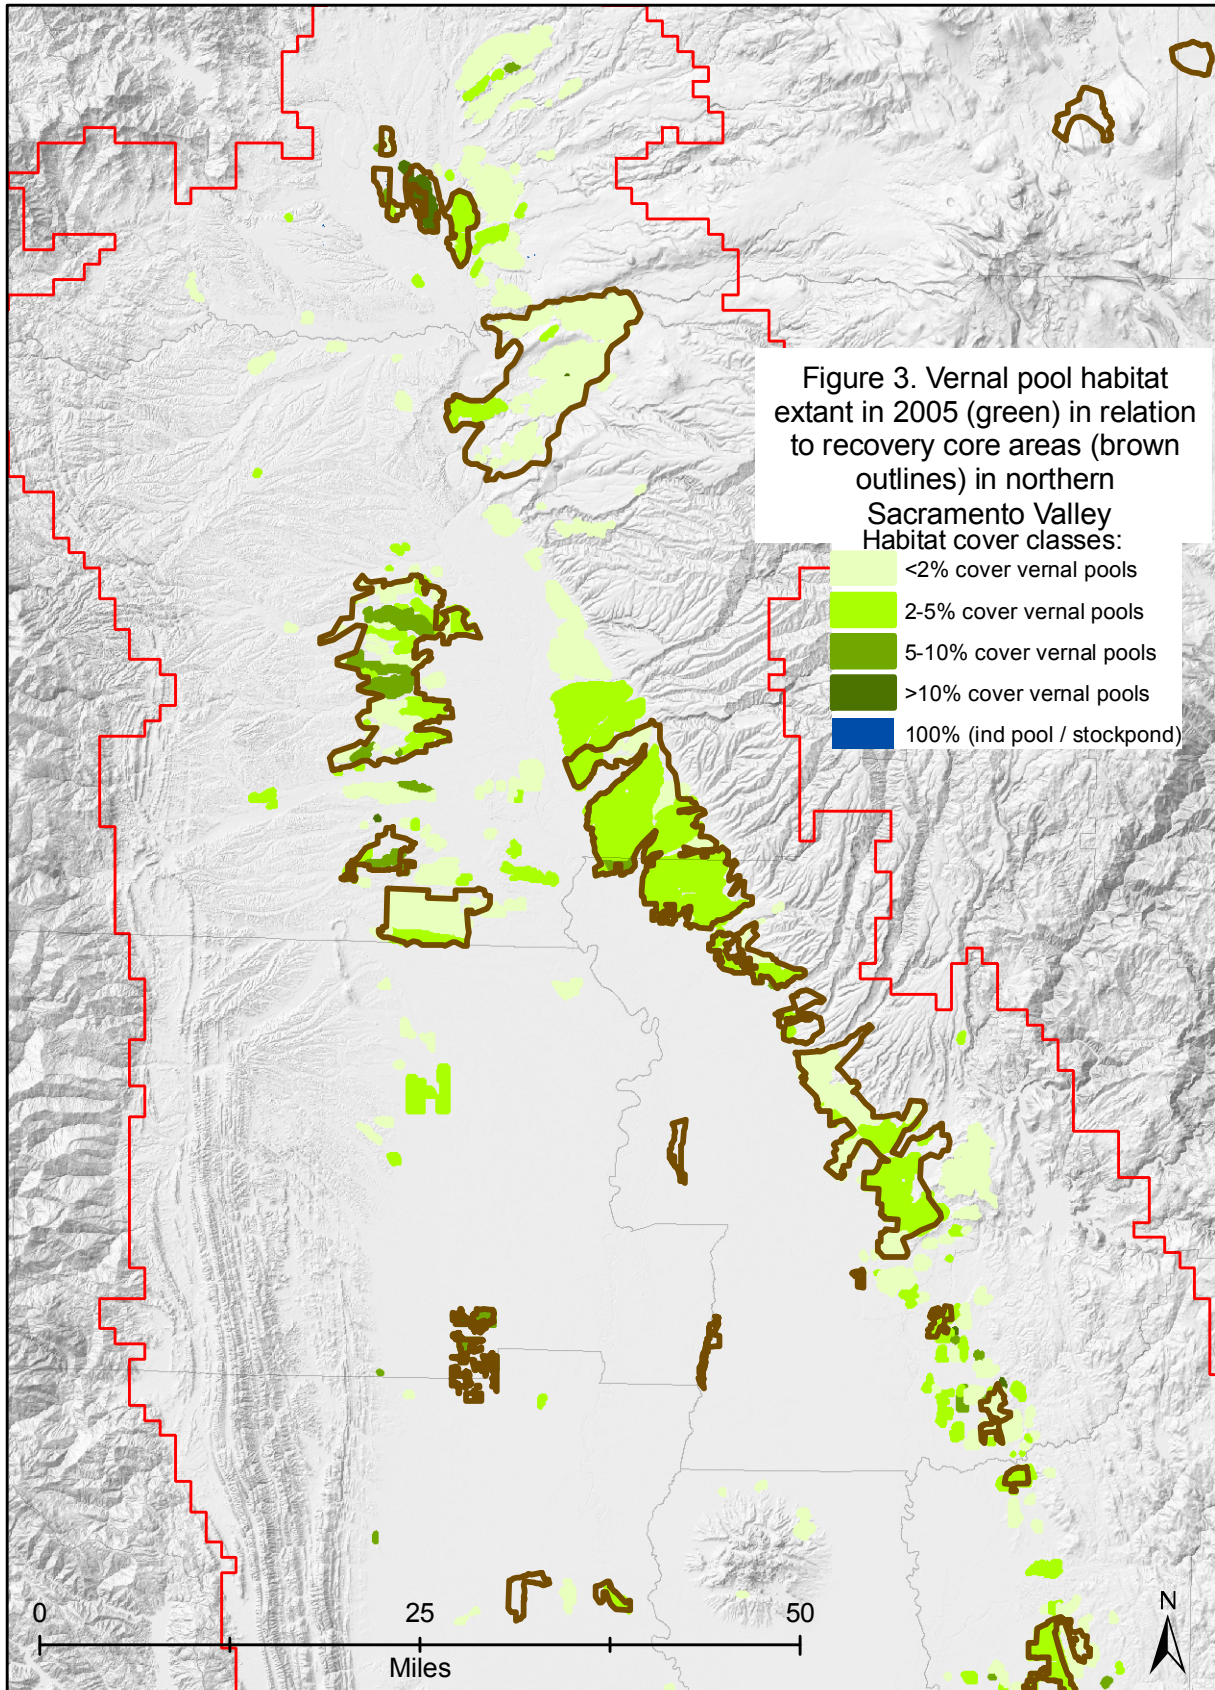 Figure 3. Vernal pool habitat
extant in 2005 (green) in relation
to recovery core areas (brown
outlines) in northern
Sacramento Valley
Habitat cover classes:
<2% cover vernal pools
2-5% cover vernal pools
5-10% cover vernal pools
>10% cover vernal pools
100% (ind pool / stockpond)
N
0 25 50
Miles